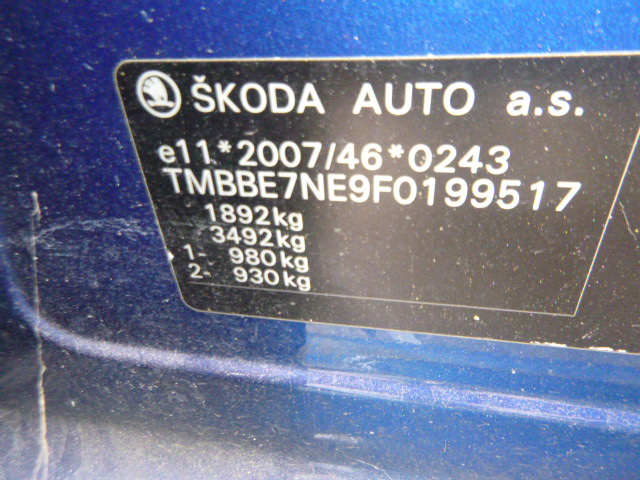 ŠKODA AUTO a.s.
e11*2007/46*0243
TMBBE7NE9F0199517
1892kg
3492kg
1- 980kg
2- 930kg